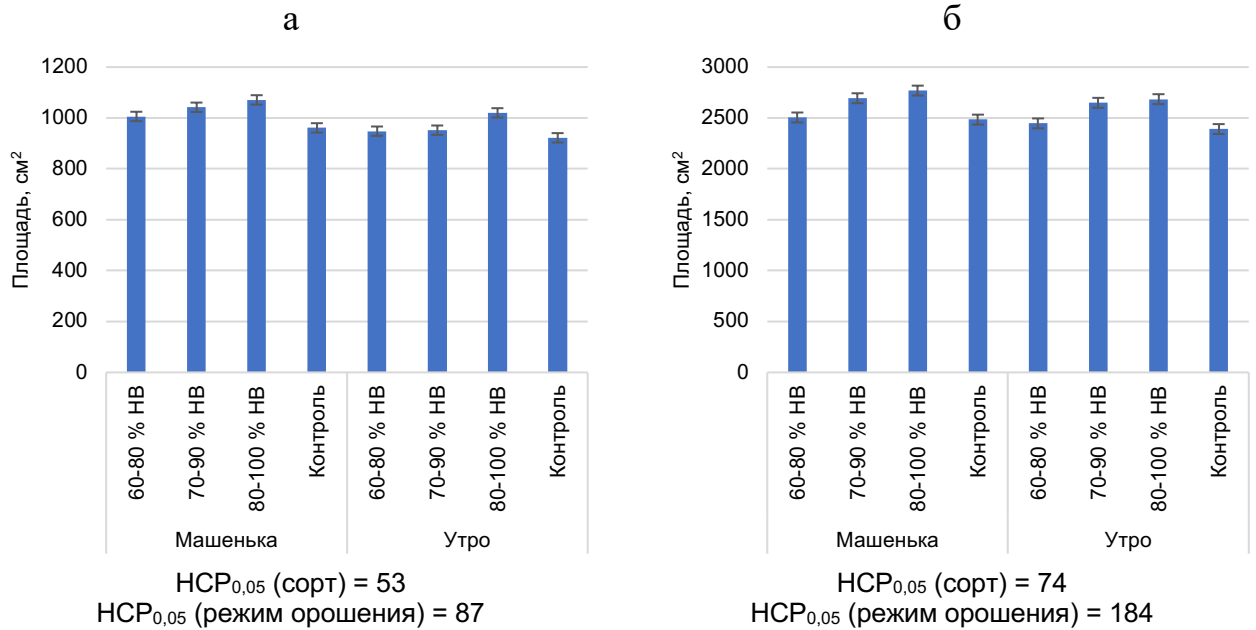 а
Площадь, см²
1200
1000
800
600
400
200
0
60-80 % НВ
70-90 % НВ
80-100 % НВ
Контроль
60-80 % НВ
70-90 % НВ
80-100 % НВ
Контроль
Машенька
Утро
НСР0,05 (сорт) = 53
НСР0,05 (режим орошения) = 87
б
Площадь, см²
3000
2500
2000
1500
1000
500
0
60-80 % НВ
70-90 % НВ
80-100 % НВ
Контроль
60-80 % НВ
70-90 % НВ
80-100 % НВ
Контроль
Машенька
Утро
НСР0,05 (сорт) = 74
НСР0,05 (режим орошения) = 184